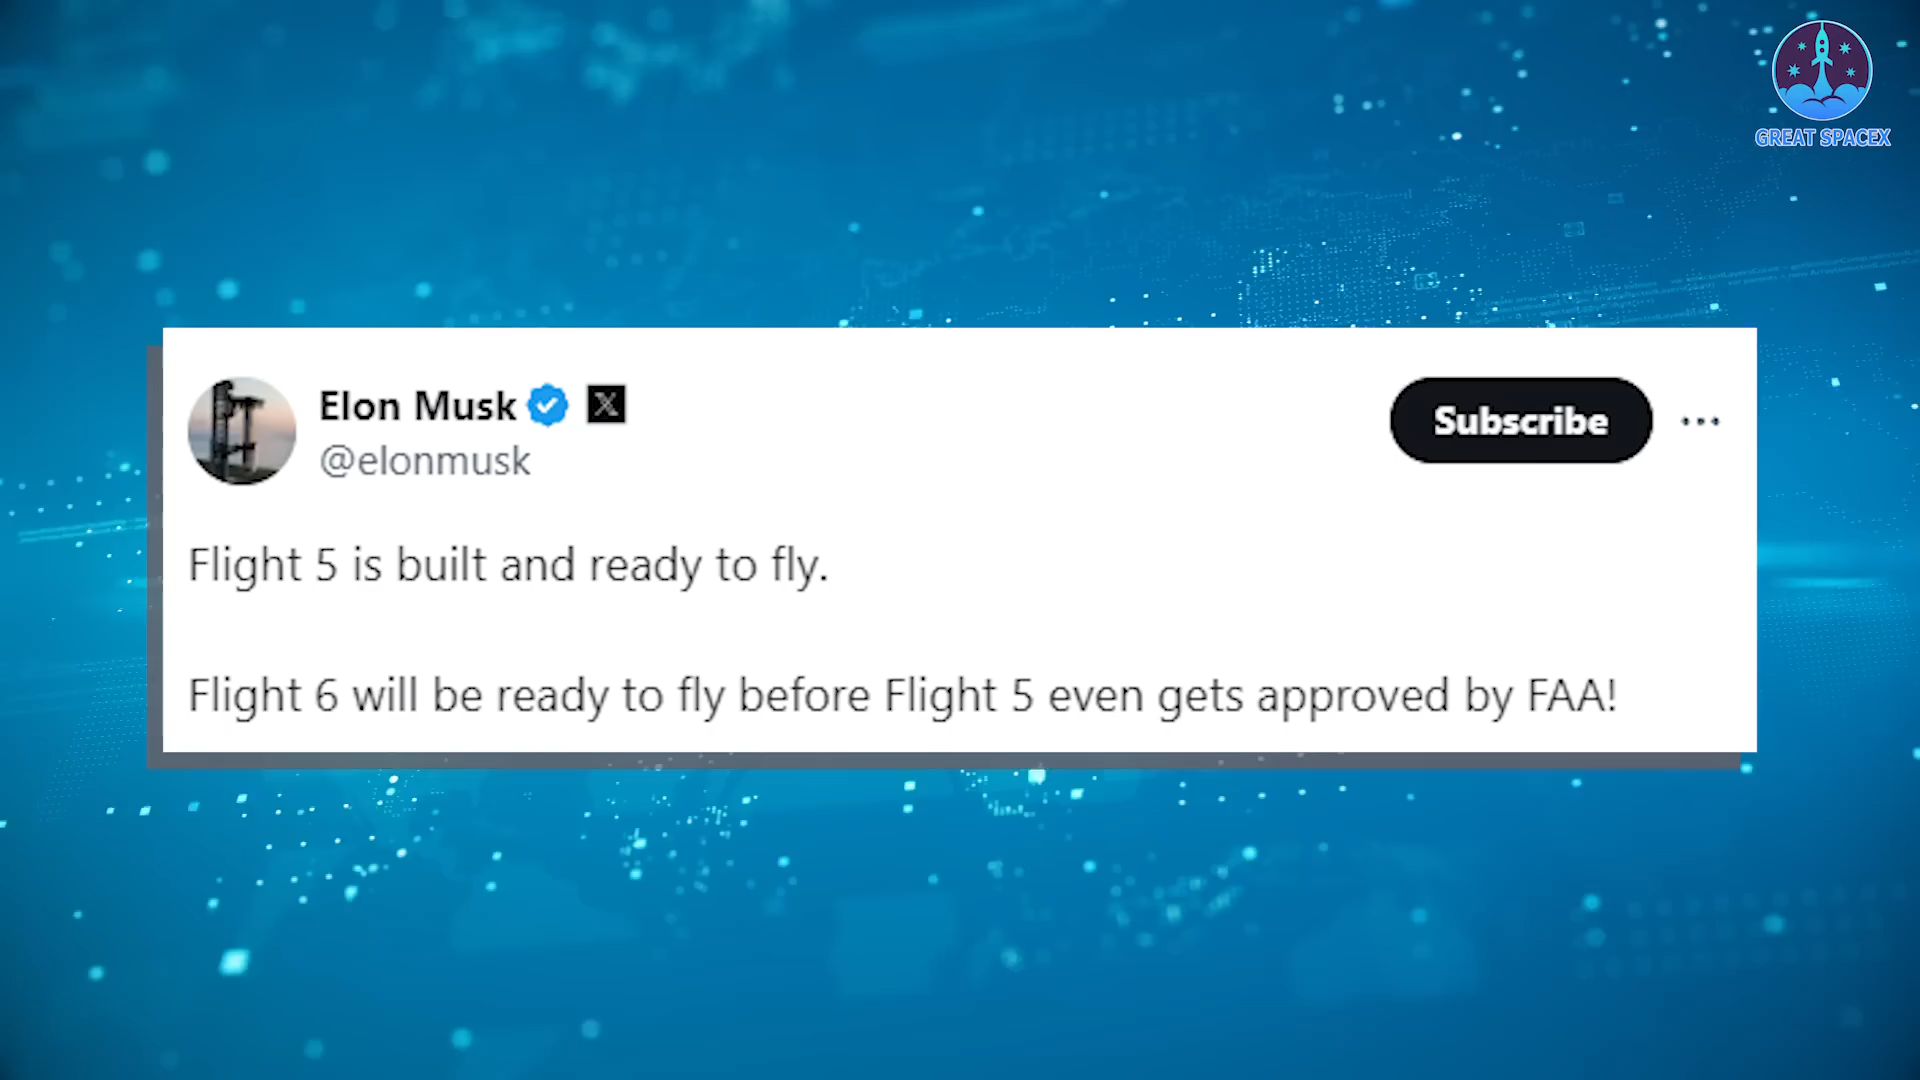 GREAT SPACEX
Elon Musk
@elonmusk
Subscribe
Flight 5 is built and ready to fly.
Flight 6 will be ready to fly before Flight 5 even gets approved by FAA!